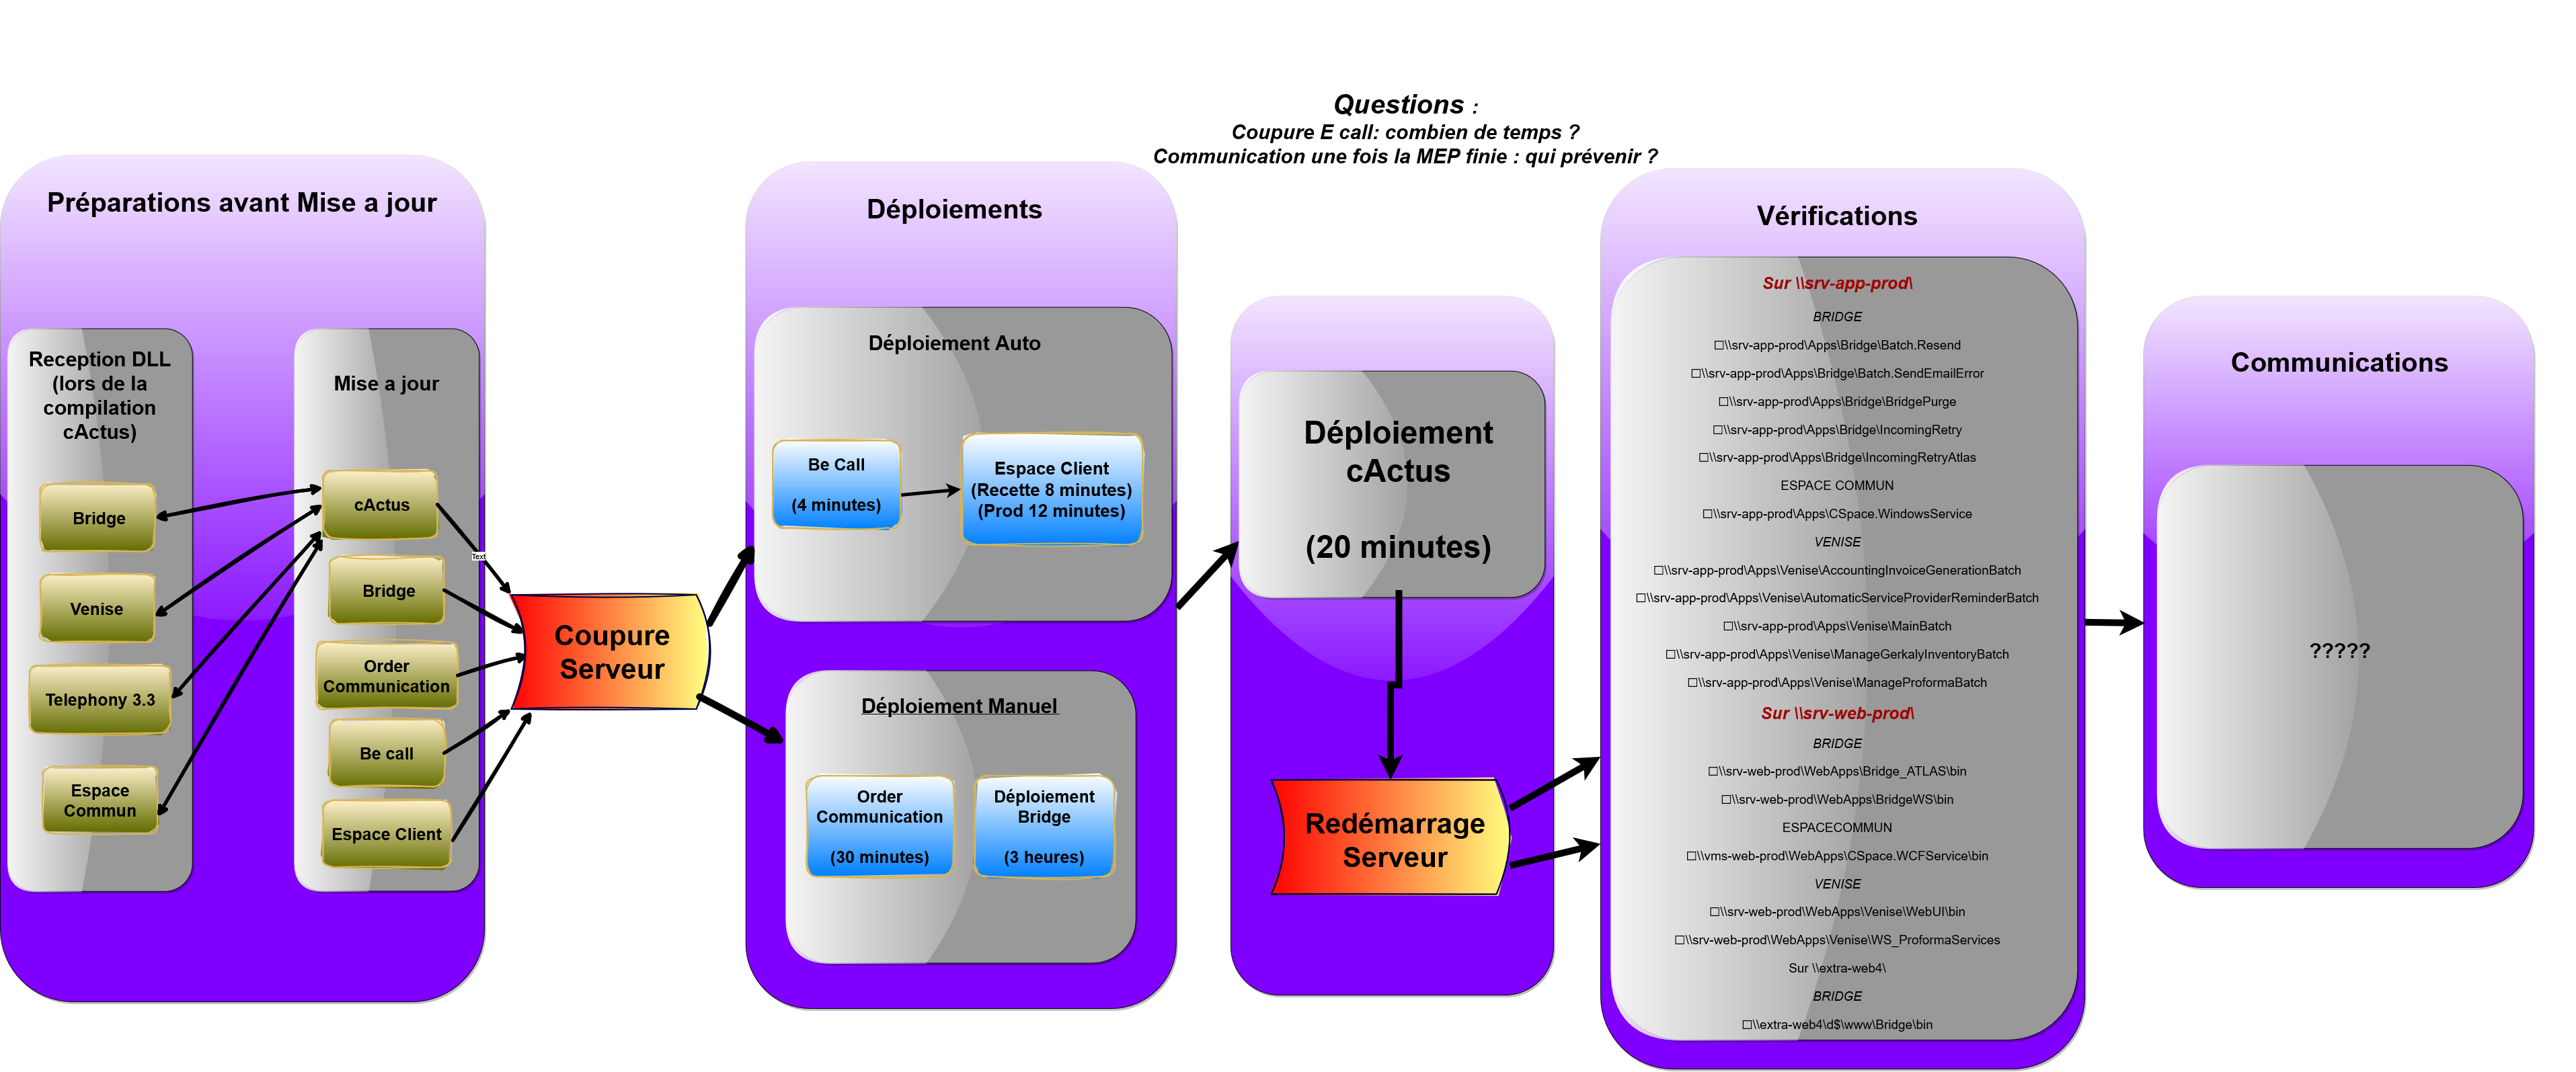 Questions :
Coupure E call: combien de temps ?
Communication une fois la MEP finie : qui prévenir ?
Préparations avant Mise a jour
Reception DLL
(lors de la
compilation
cActus)
Bridge
Venise
Telephony 3.3
Espace
Commun
Mise a jour
cActus
Bridge
Order
Communication
Be call
Espace Client
Text
Coupure
Serveur
Déploiements
Déploiement Auto
Be Call
(4 minutes)
Espace Client
(Recette 8 minutes)
(Prod 12 minutes)
Déploiement Manuel
Order
Communication
(30 minutes)
Déploiement
Bridge
(3 heures)
Déploiement
cActus
(20 minutes)
Redémarrage
Serveur
Vérifications
Sur \\srv-app-prod\
BRIDGE
☐\\srv-app-prod\Apps\Bridge\Batch.Resend
☐\\srv-app-prod\Apps\Bridge\Batch.SendEmailError
☐\\srv-app-prod\Apps\Bridge\BridgePurge
☐\\srv-app-prod\Apps\Bridge\IncomingRetry
☐\\srv-app-prod\Apps\Bridge\IncomingRetryAtlas
ESPACE COMMUN
☐\\srv-app-prod\Apps\CSpace.WindowsService
VENISE
☐\\srv-app-prod\Apps\Venise\AccountingInvoiceGenerationBatch
☐\\srv-app-prod\Apps\Venise\AutomaticServiceProviderReminderBatch
☐\\srv-app-prod\Apps\Venise\MainBatch
☐\\srv-app-prod\Apps\Venise\ManageGerkalyInventoryBatch
☐\\srv-app-prod\Apps\Venise\ManageProformaBatch
Sur \\srv-web-prod\
BRIDGE
☐\\srv-web-prod\WebApps\Bridge_ATLAS\bin
☐\\srv-web-prod\WebApps\BridgeWS\bin
ESPACECOMMUN
☐\\vms-web-prod\WebApps\CSpace.WCFService\bin
VENISE
☐\\srv-web-prod\WebApps\Venise\WebUI\bin
☐\\srv-web-prod\WebApps\Venise\WS_ProformaServices
Sur \\extra-web4\
BRIDGE
☐\\extra-web4\d$\www\Bridge\bin
Communications
?????